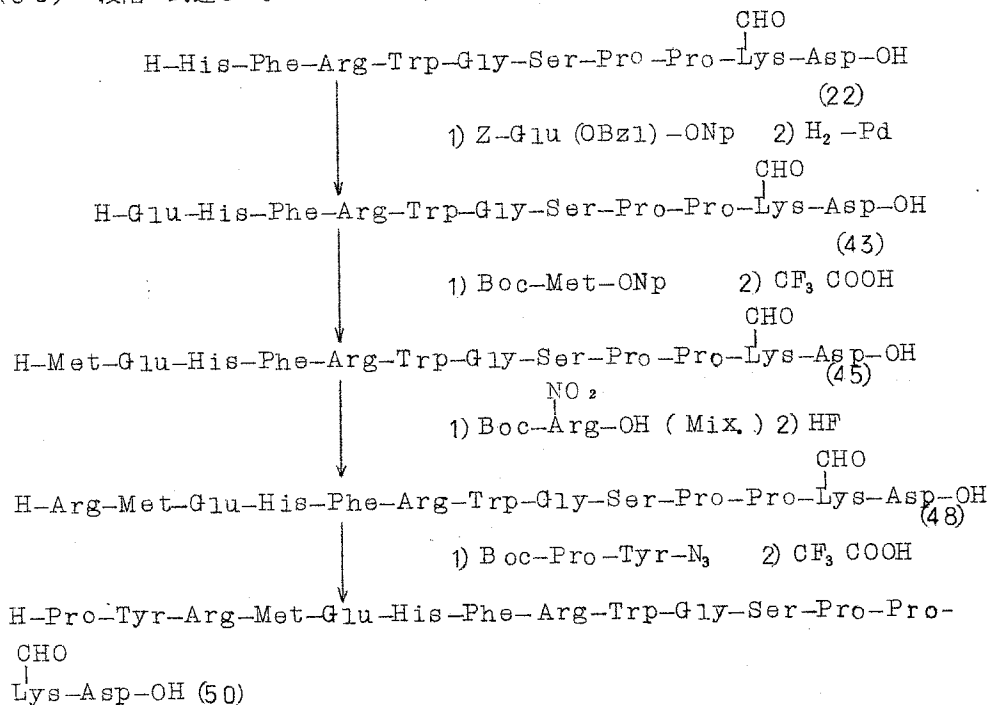 CHO
H-His-Phe-Arg-Trp-Gly-Ser-Pro-Pro-Lys-Asp-OH
(22)
1) Z-Glu (OBzl)-ONp 2) H₂-Pd
CHO
H-Glu-His-Phe-Arg-Trp-Gly-Ser-Pro-Pro-Lys-Asp-OH
(43)
1) Boc-Met-ONp 2) CF₃ COOH
CHO
H-Met-Glu-His-Phe-Arg-Trp-Gly-Ser-Pro-Pro-Lys-Asp-OH
(45)
NO₂
1) Boc-Arg-OH (Mix.) 2) HF
CHO
H-Arg-Met-Glu-His-Phe-Arg-Trp-Gly-Ser-Pro-Pro-Lys-Asp-OH
(48)
1) Boc-Pro-Tyr-N₃ 2) CF₃ COOH
H-Pro-Tyr-Arg-Met-Glu-His-Phe-Arg-Trp-Gly-Ser-Pro-Pro-
CHO
Lys-Asp-OH (50)